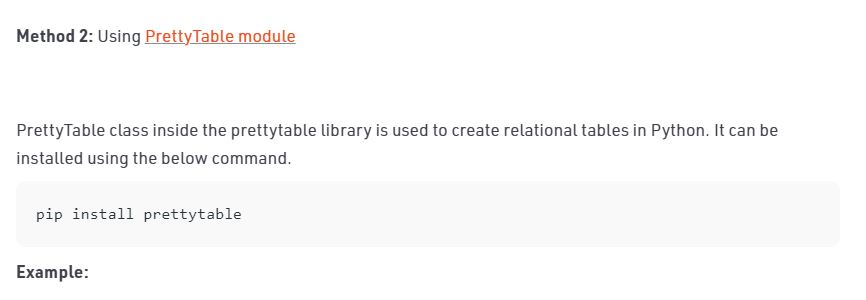 Method 2: Using PrettyTable module
PrettyTable class inside the prettytable library is used to create relational tables in Python. It can be
installed using the below command.
pip install prettytable
Example: